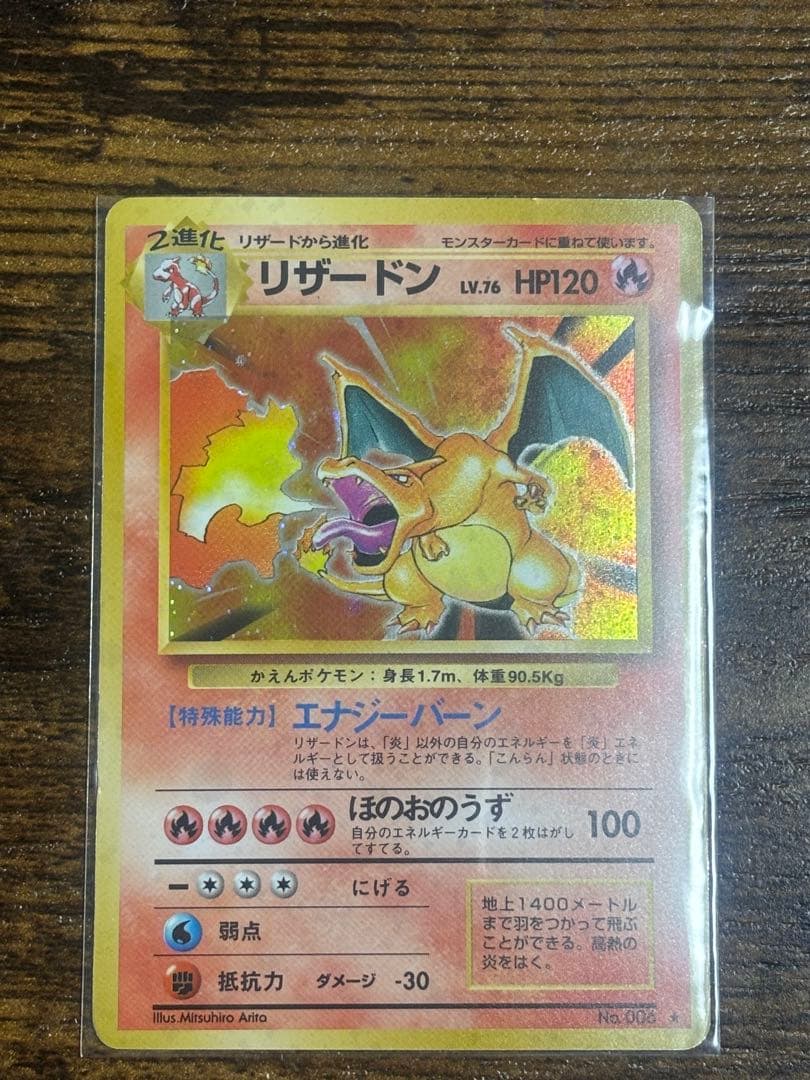 2進化 リザードから進化 モンスターカードに重ねて使います。
リザードン LV.76 HP120
かえんポケモン：身長1.7m、体重90.5Kg
【特殊能力】エナジーバーン
リザードンは、「炎」以外の自分のエネルギーを「炎」エネ
ルギーとして扱うことができる。「こんらん」状態のときに
は使えない。
ほのおのうず 100
自分のエネルギーカードを2枚はがし
てすてる。
ー にげる
弱点
抵抗力 ダメージ -30
地上1400メートル
まで羽をつかって飛ぶ
ことができる。高熱の
炎をはく。
Illus.Mitsuhiro Arita No. 006 ★